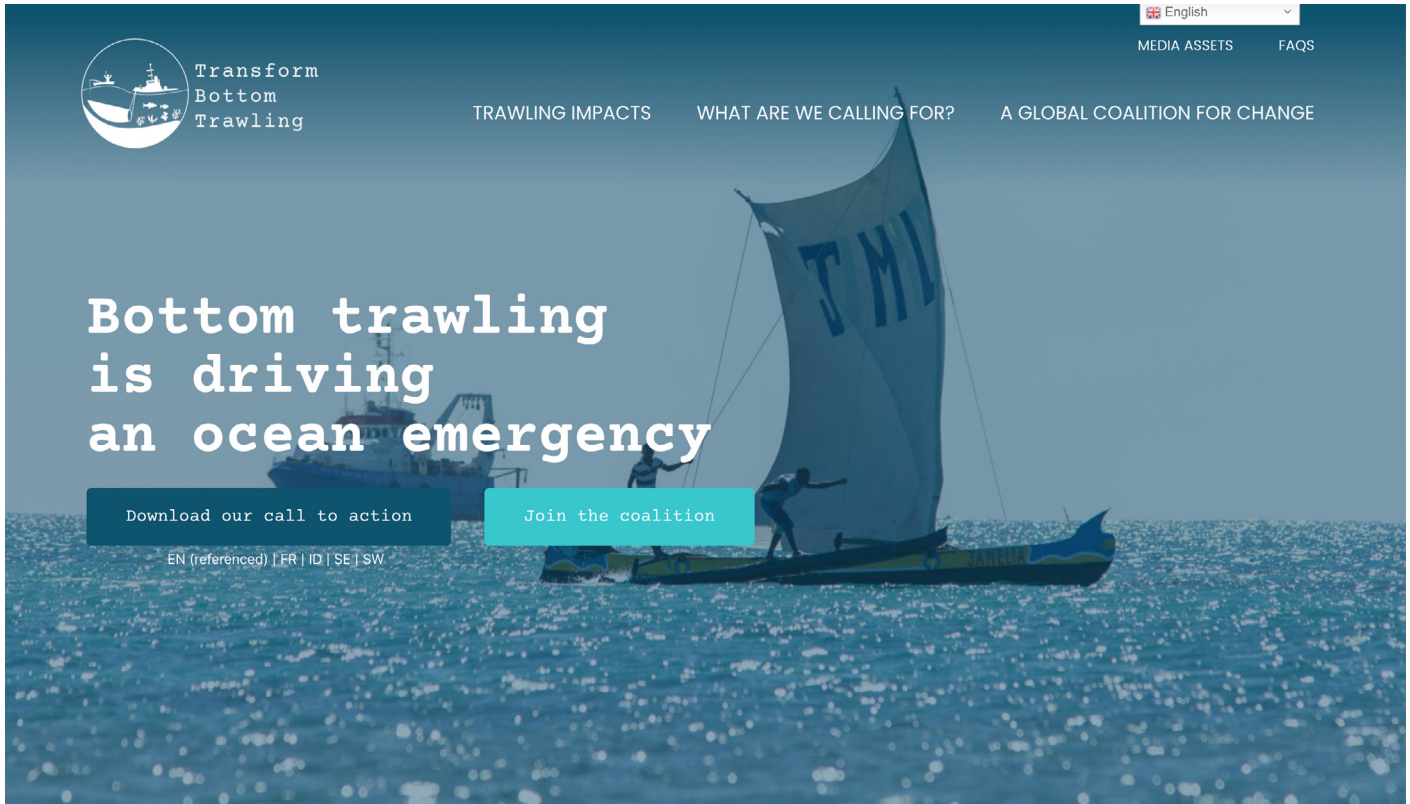 English
MEDIA ASSETS FAQS
Transform
Bottom
Trawling
TRAWLING IMPACTS WHAT ARE WE CALLING FOR? A GLOBAL COALITION FOR CHANGE
TML
Bottom trawling
is driving
an ocean emergency
Download our call to action Join the coalition
EN (referenced) | FR | ID | SE | SW